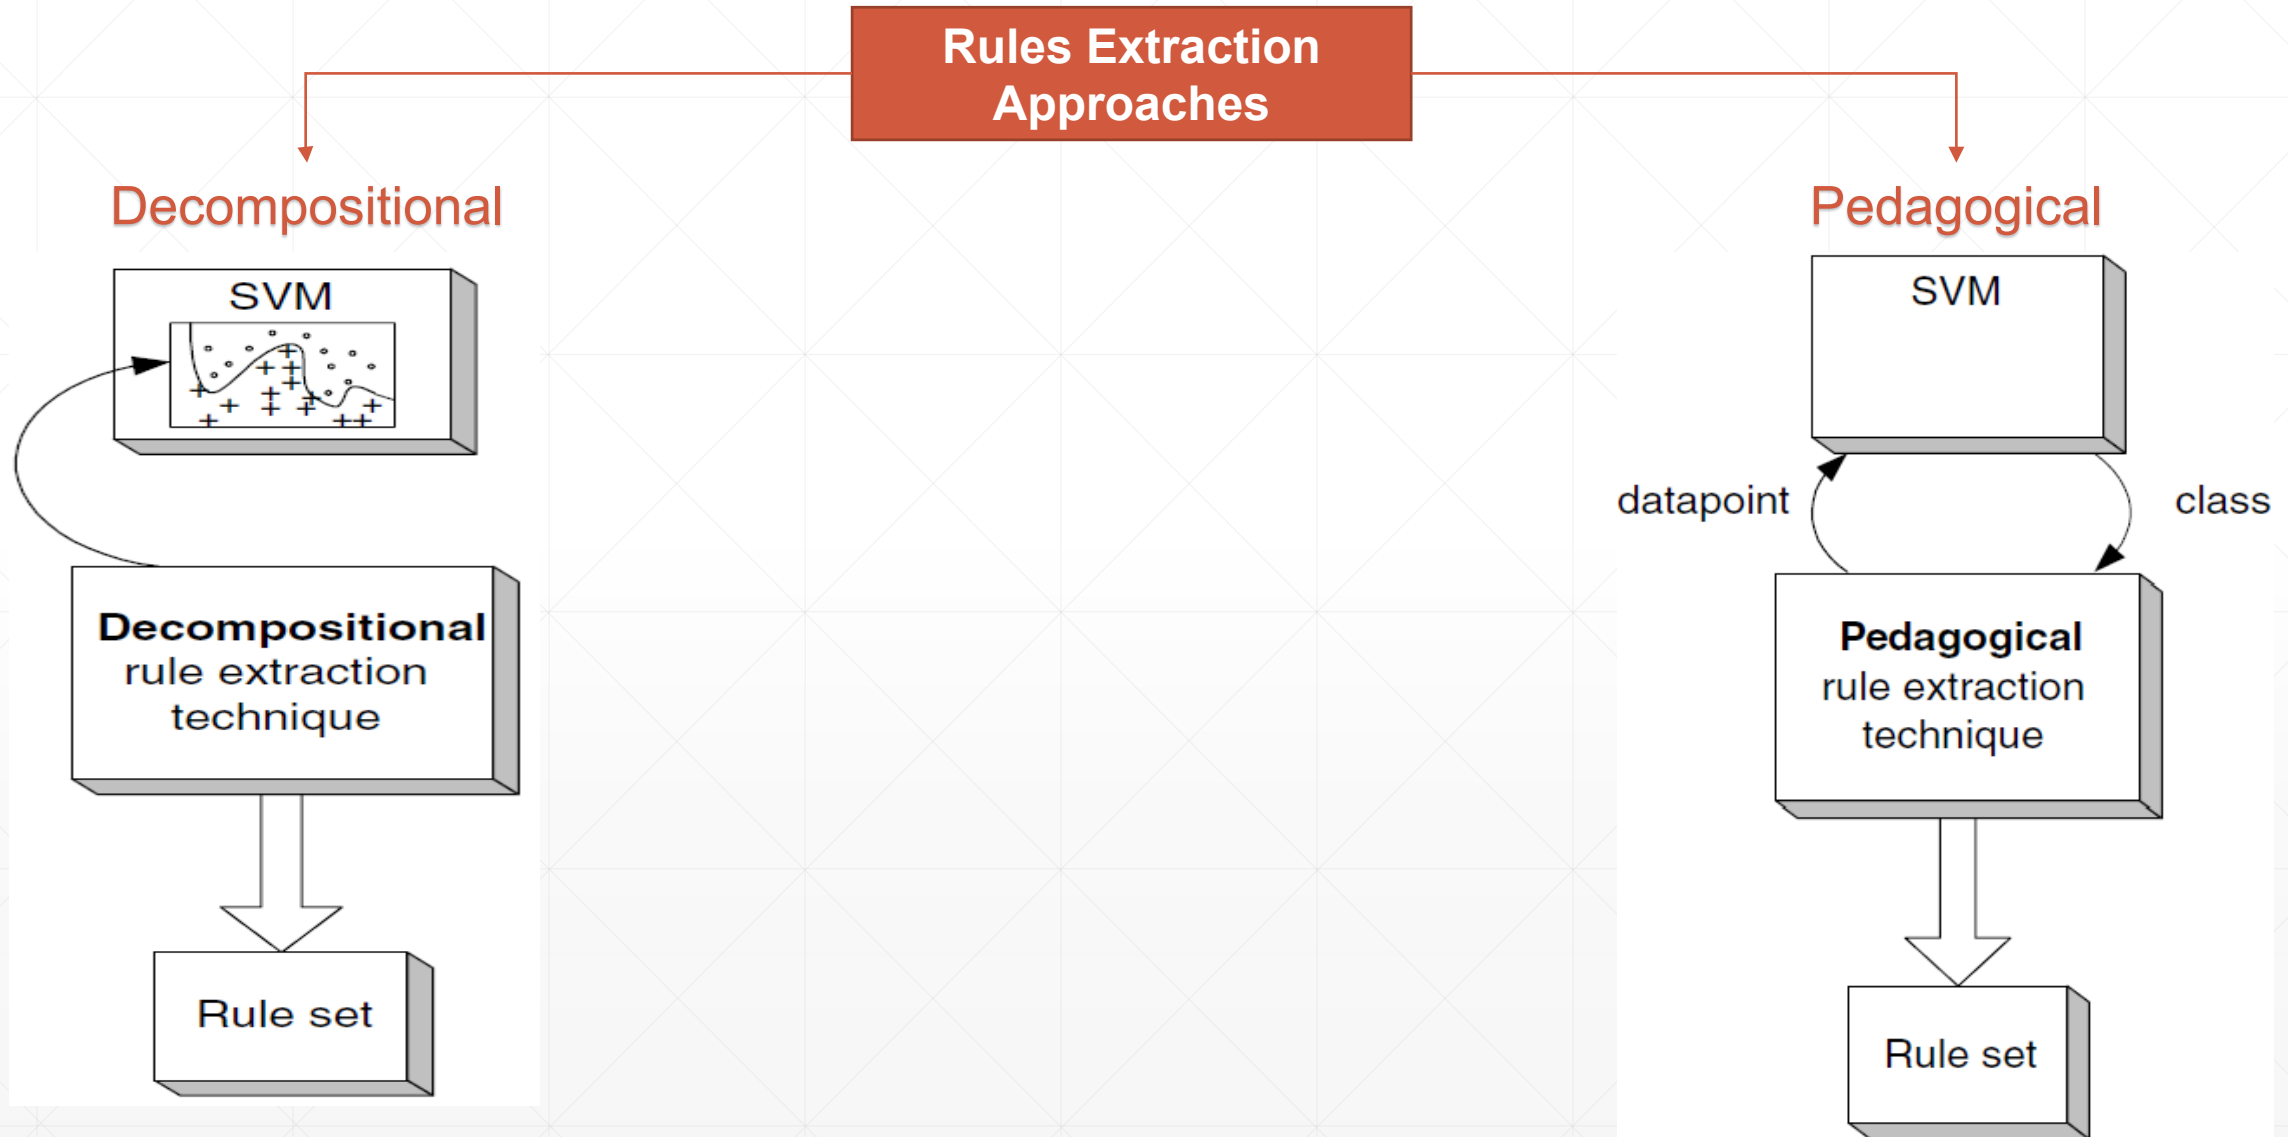 Rules Extraction
Approaches
Decompositional
SVM
Decompositional
rule extraction
technique
Rule set
Pedagogical
SVM
datapoint
class
Pedagogical
rule extraction
technique
Rule set